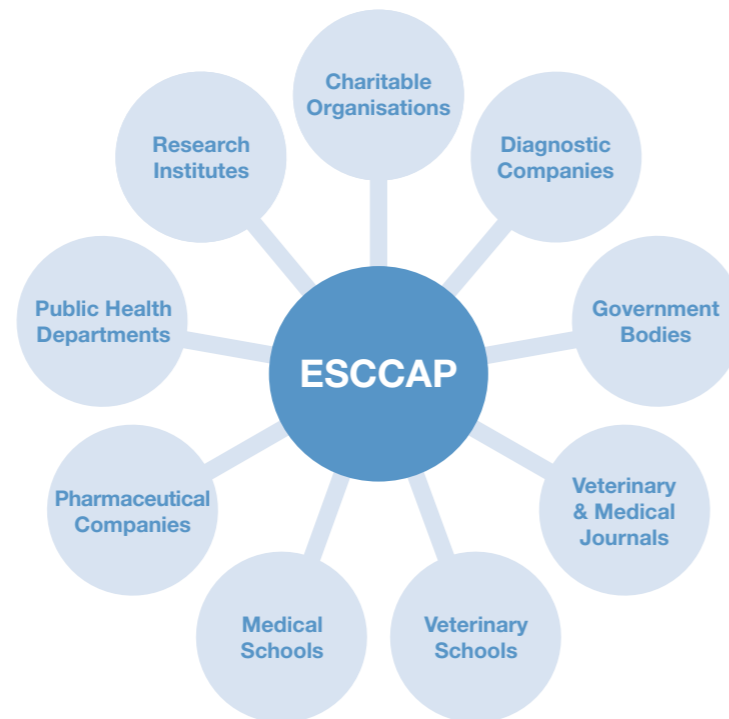 Charitable
Organisations
Research
Institutes
Diagnostic
Companies
Public Health
Departments
Government
Bodies
ESCCAP
Pharmaceutical
Companies
Veterinary
& Medical
Journals
Medical
Schools
Veterinary
Schools